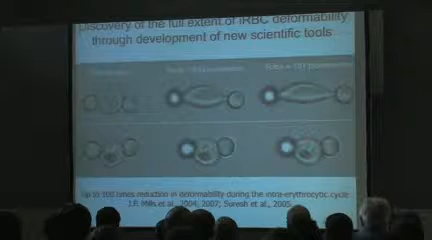 Discovery of the full extent of iRBC deformability
through development of new scientific tools
Up to 100 times reduction in deformability during the intra-erythrocytic cycle
J.P. Mills et al., 2004, 2007; Suresh et al., 2005